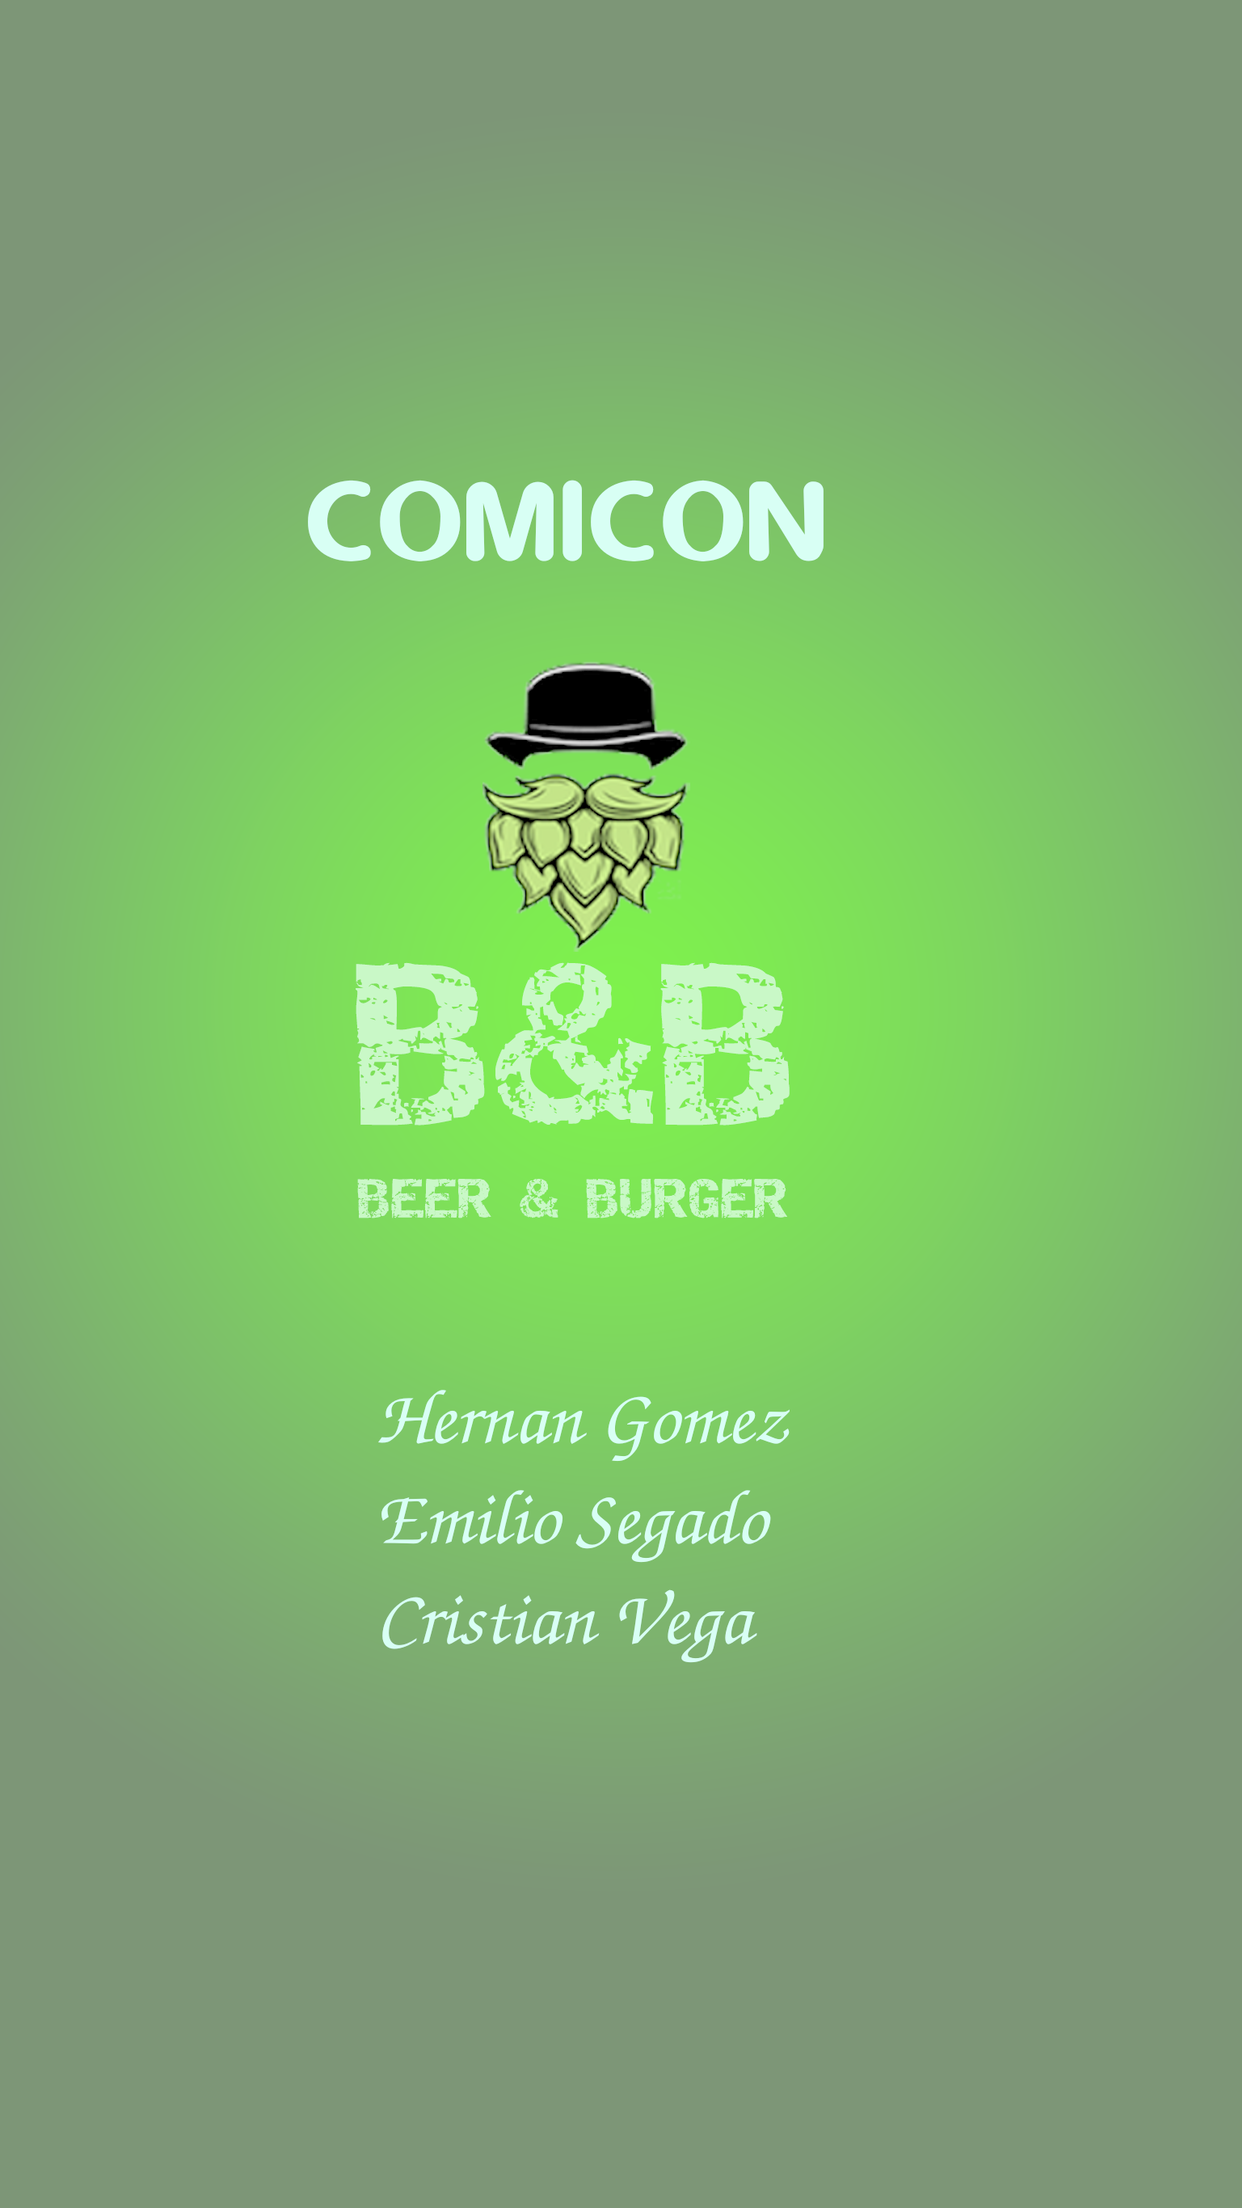 COMICON
B&B
BEER & BURGER
Hernan Gomez
Emilio Segado
Cristian Vega